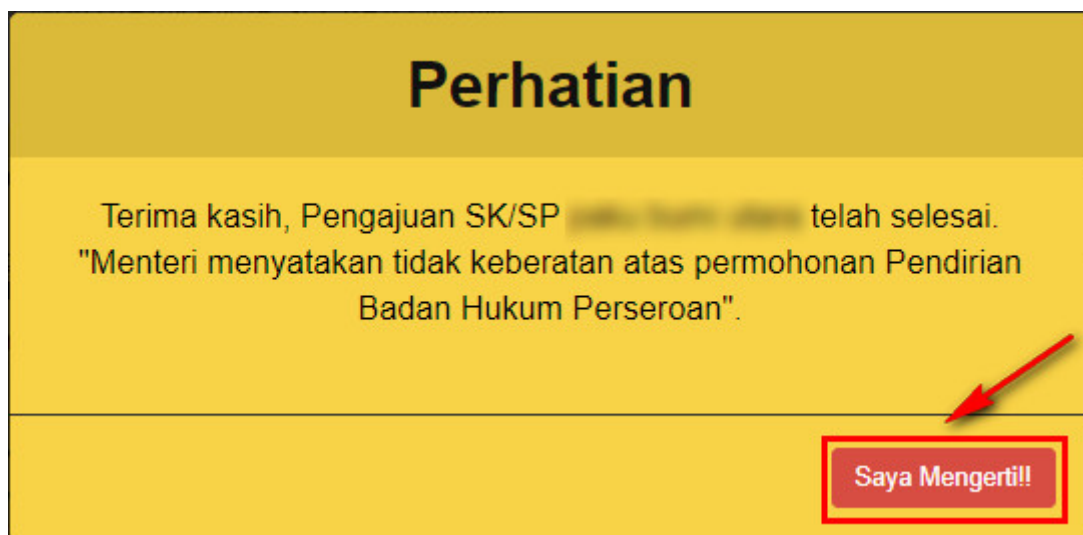 Perhatian
Terima kasih, Pengajuan SK/SP telah selesai.
"Menteri menyatakan tidak keberatan atas permohonan Pendirian
Badan Hukum Perseroan".
Saya Mengerti!!